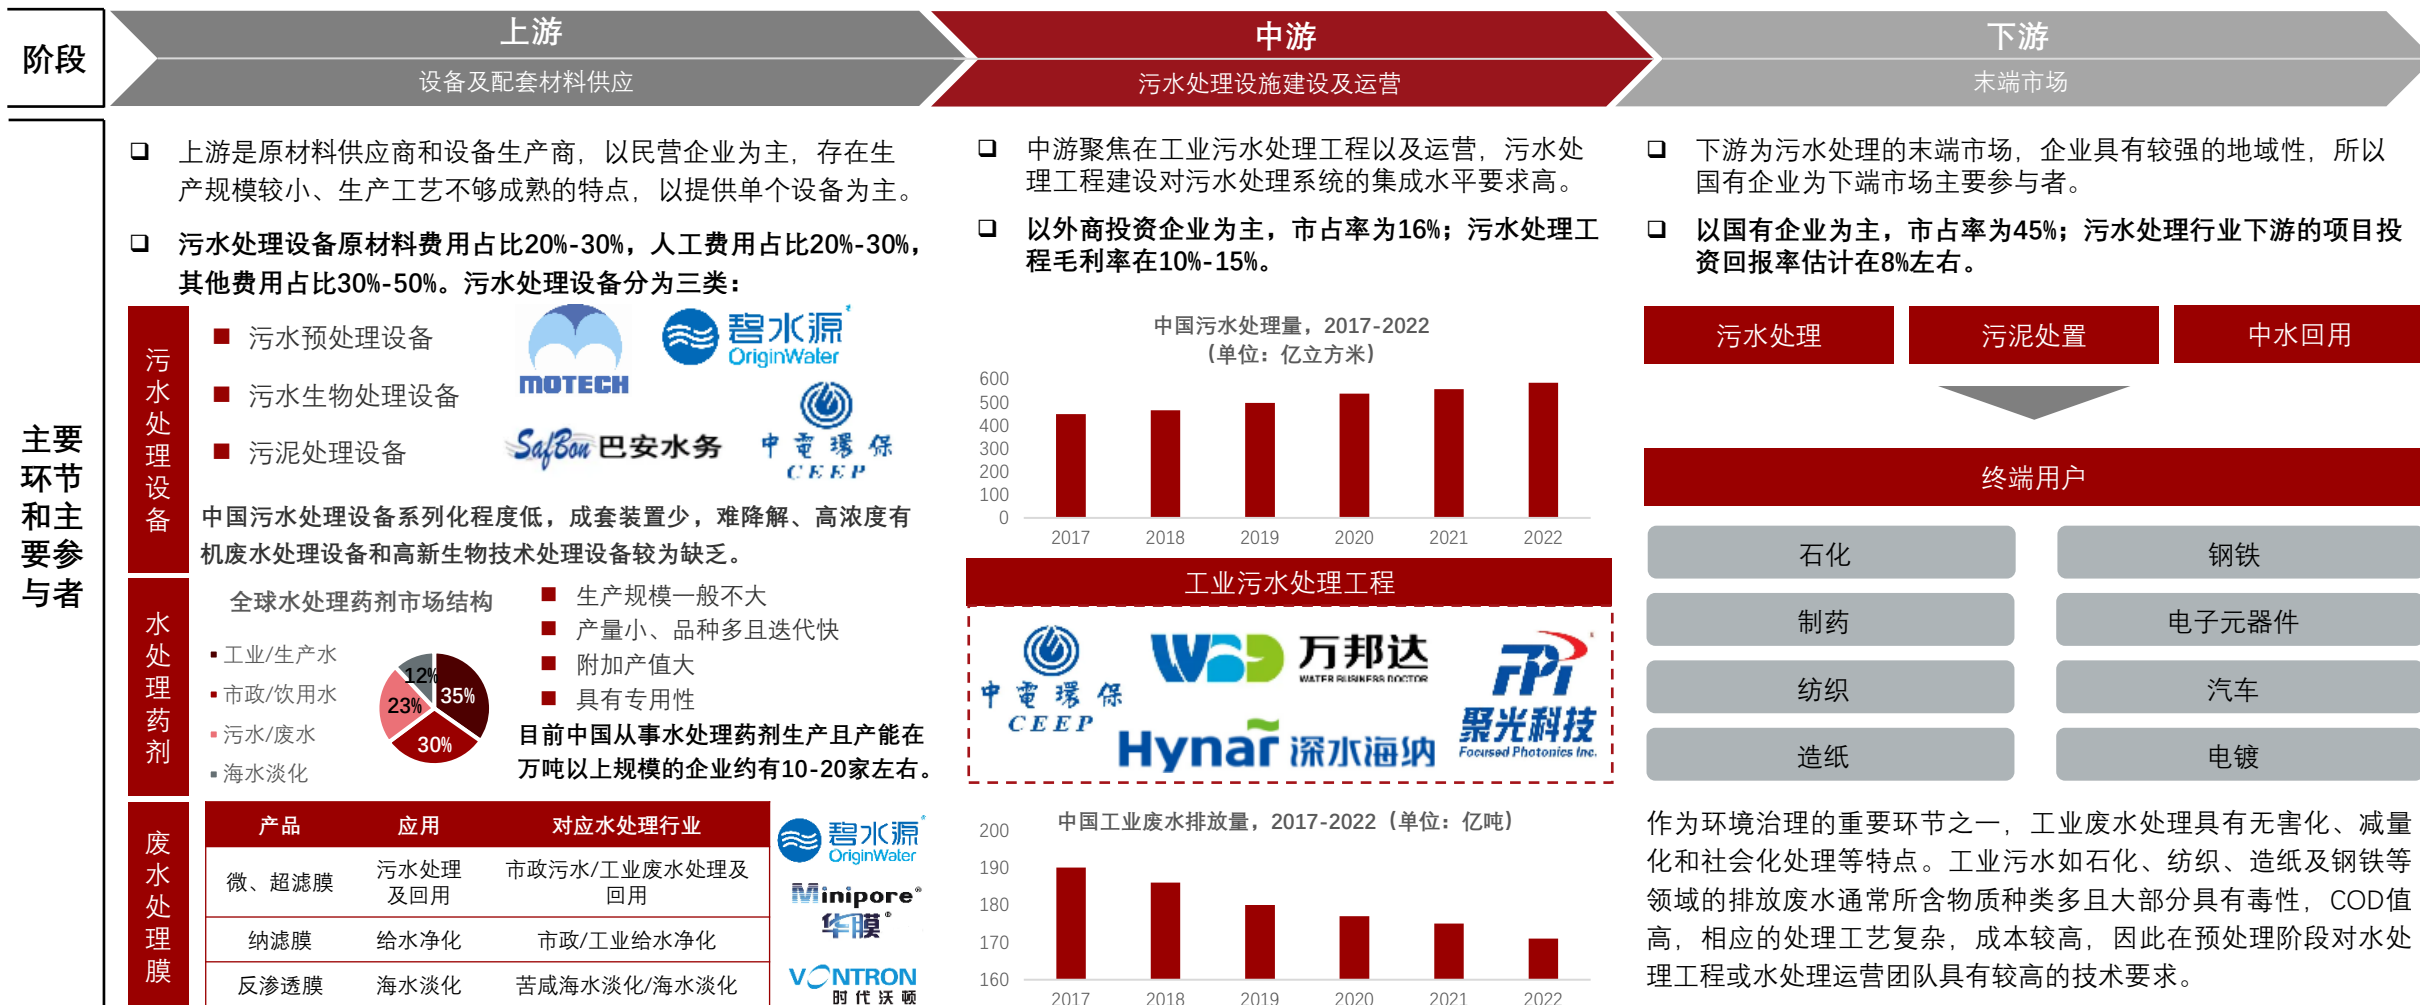 阶段
上游
设备及配套材料供应
中游
污水处理设施建设及运营
下游
末端市场
主要
环节
和主
要参
与者
上游是原材料供应商和设备生产商，以民营企业为主，存在生
产规模较小、生产工艺不够成熟的特点，以提供单个设备为主。
污水处理设备原材料费用占比20%-30%，人工费用占比20%-30%，
其他费用占比30%-50%。污水处理设备分为三类：
污水处理设备
污水预处理设备
污水生物处理设备
污泥处理设备
MOTECH
碧水源
OriginWater
SafBon 巴安水务
中電環保
CEEP
中国污水处理设备系列化程度低，成套装置少，难降解、高浓度有
机废水处理设备和高新生物技术处理设备较为缺乏。
水处理药剂
全球水处理药剂市场结构
工业/生产水
市政/饮用水
污水/废水
海水淡化
12%
35%
23%
30%
生产规模一般不大
产量小、品种多且迭代快
附加产值大
具有专用性
目前中国从事水处理药剂生产且产能在
万吨以上规模的企业约有10-20家左右。
废水处理膜
产品 应用 对应水处理行业
微、超滤膜 污水处理及回用 市政污水/工业废水处理及回用
纳滤膜 给水净化 市政/工业给水净化
反渗透膜 海水淡化 苦咸海水淡化/海水淡化
碧水源
OriginWater
Minipore®
华膜®
VONTRON
时代沃顿
中游聚焦在工业污水处理工程以及运营，污水处
理工程建设对污水处理系统的集成水平要求高。
以外商投资企业为主，市占率为16%；污水处理工
程毛利率在10%-15%。
中国污水处理量，2017-2022
（单位：亿立方米）
600
500
400
300
200
100
0
2017 2018 2019 2020 2021 2022
工业污水处理工程
中電環保
CEEP
WBD 万邦达
WATER BUSINESS DOCTOR
FPI
聚光科技
Focused Photonics Inc.
Hynar 深水海纳
中国工业废水排放量，2017-2022（单位：亿吨）
200
190
180
170
160
2017 2018 2019 2020 2021 2022
下游为污水处理的末端市场，企业具有较强的地域性，所以
国有企业为下端市场主要参与者。
以国有企业为主，市占率为45%；污水处理行业下游的项目投
资回报率估计在8%左右。
污水处理 污泥处置 中水回用
终端用户
石化 钢铁
制药 电子元器件
纺织 汽车
造纸 电镀
作为环境治理的重要环节之一，工业废水处理具有无害化、减量
化和社会化处理等特点。工业污水如石化、纺织、造纸及钢铁等
领域的排放废水通常所含物质种类多且大部分具有毒性，COD值
高，相应的处理工艺复杂，成本较高，因此在预处理阶段对水处
理工程或水处理运营团队具有较高的技术要求。